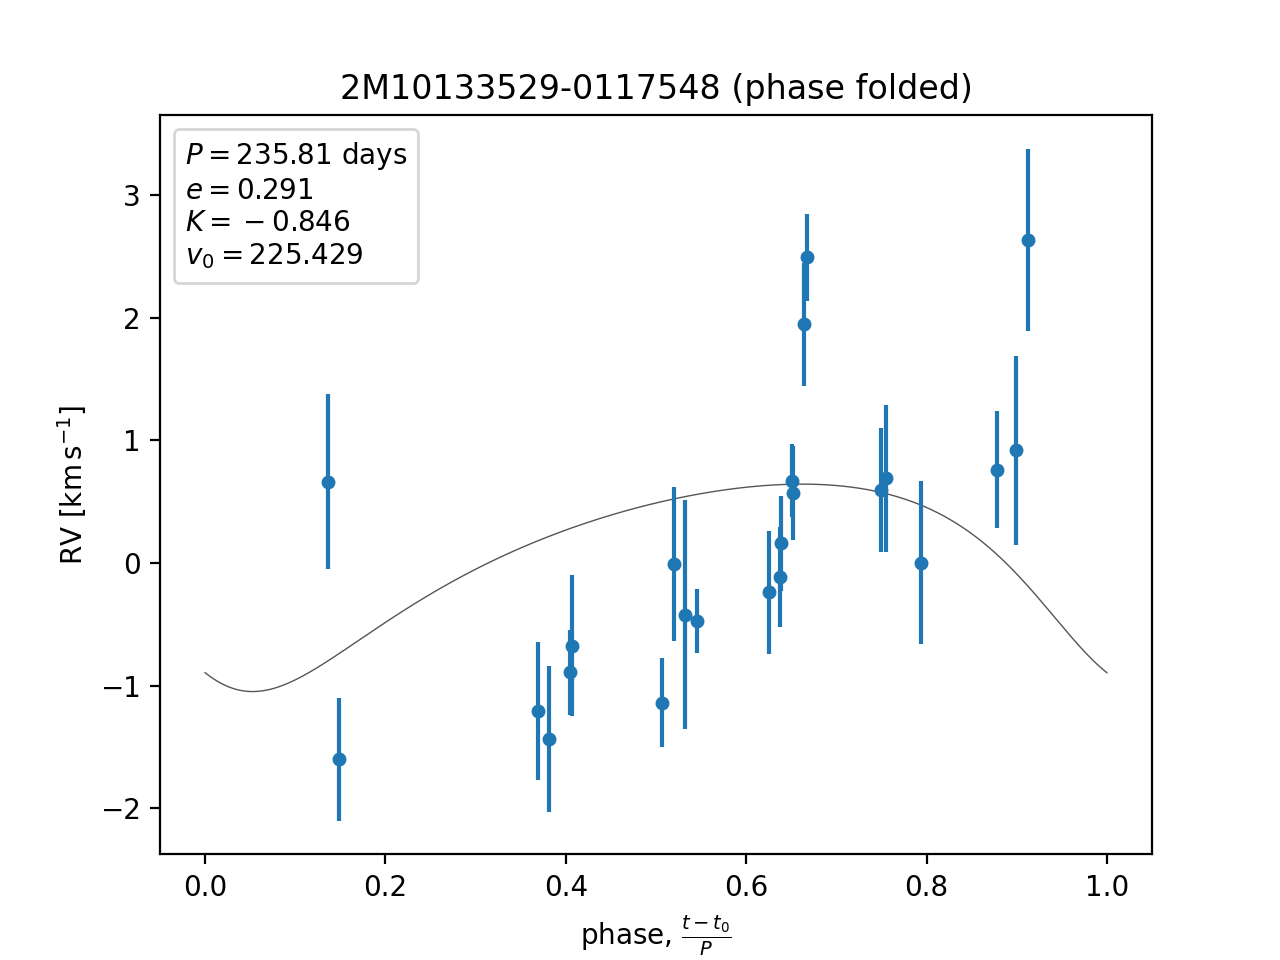 2M10133529-0117548 (phase folded)
P = 235.81 days
e = 0.291
K = −0.846
v₀ = 225.429
3
2
1
0
−1
−2
RV [km s⁻¹]
0.0 0.2 0.4 0.6 0.8 1.0
phase, (t − t₀)/P